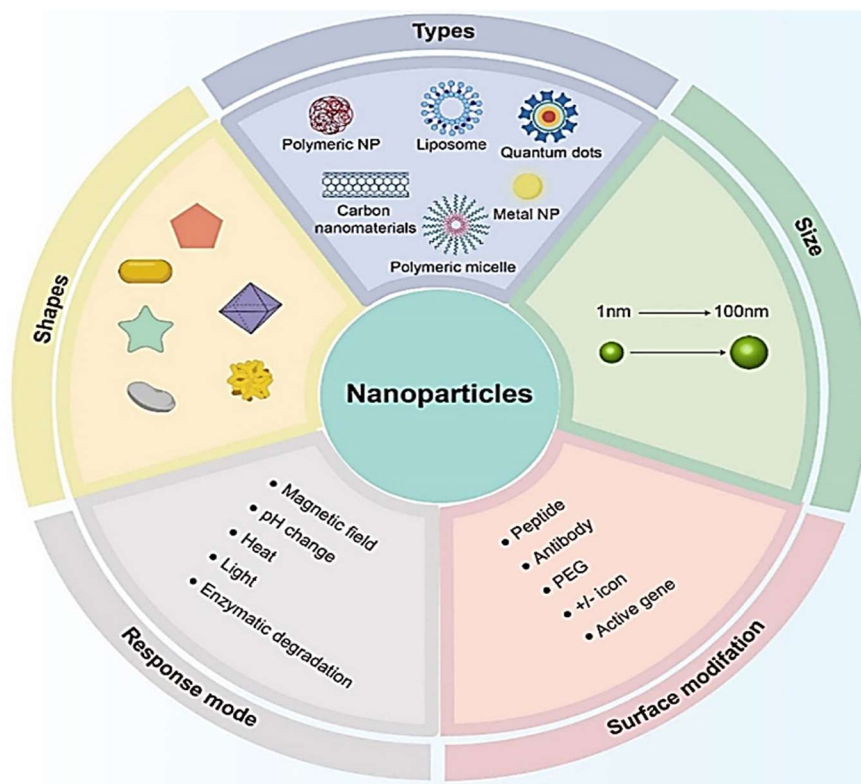 Types
Polymeric NP
Liposome
Quantum dots
Carbon
nanomaterials
Metal NP
Polymeric micelle
Size
1nm
100nm
Shapes
Nanoparticles
• Magnetic field
• pH change
• Heat
• Light
• Enzymatic degradation
Response mode
• Peptide
• Antibody
• PEG
• +/- icon
• Active gene
Surface modifation